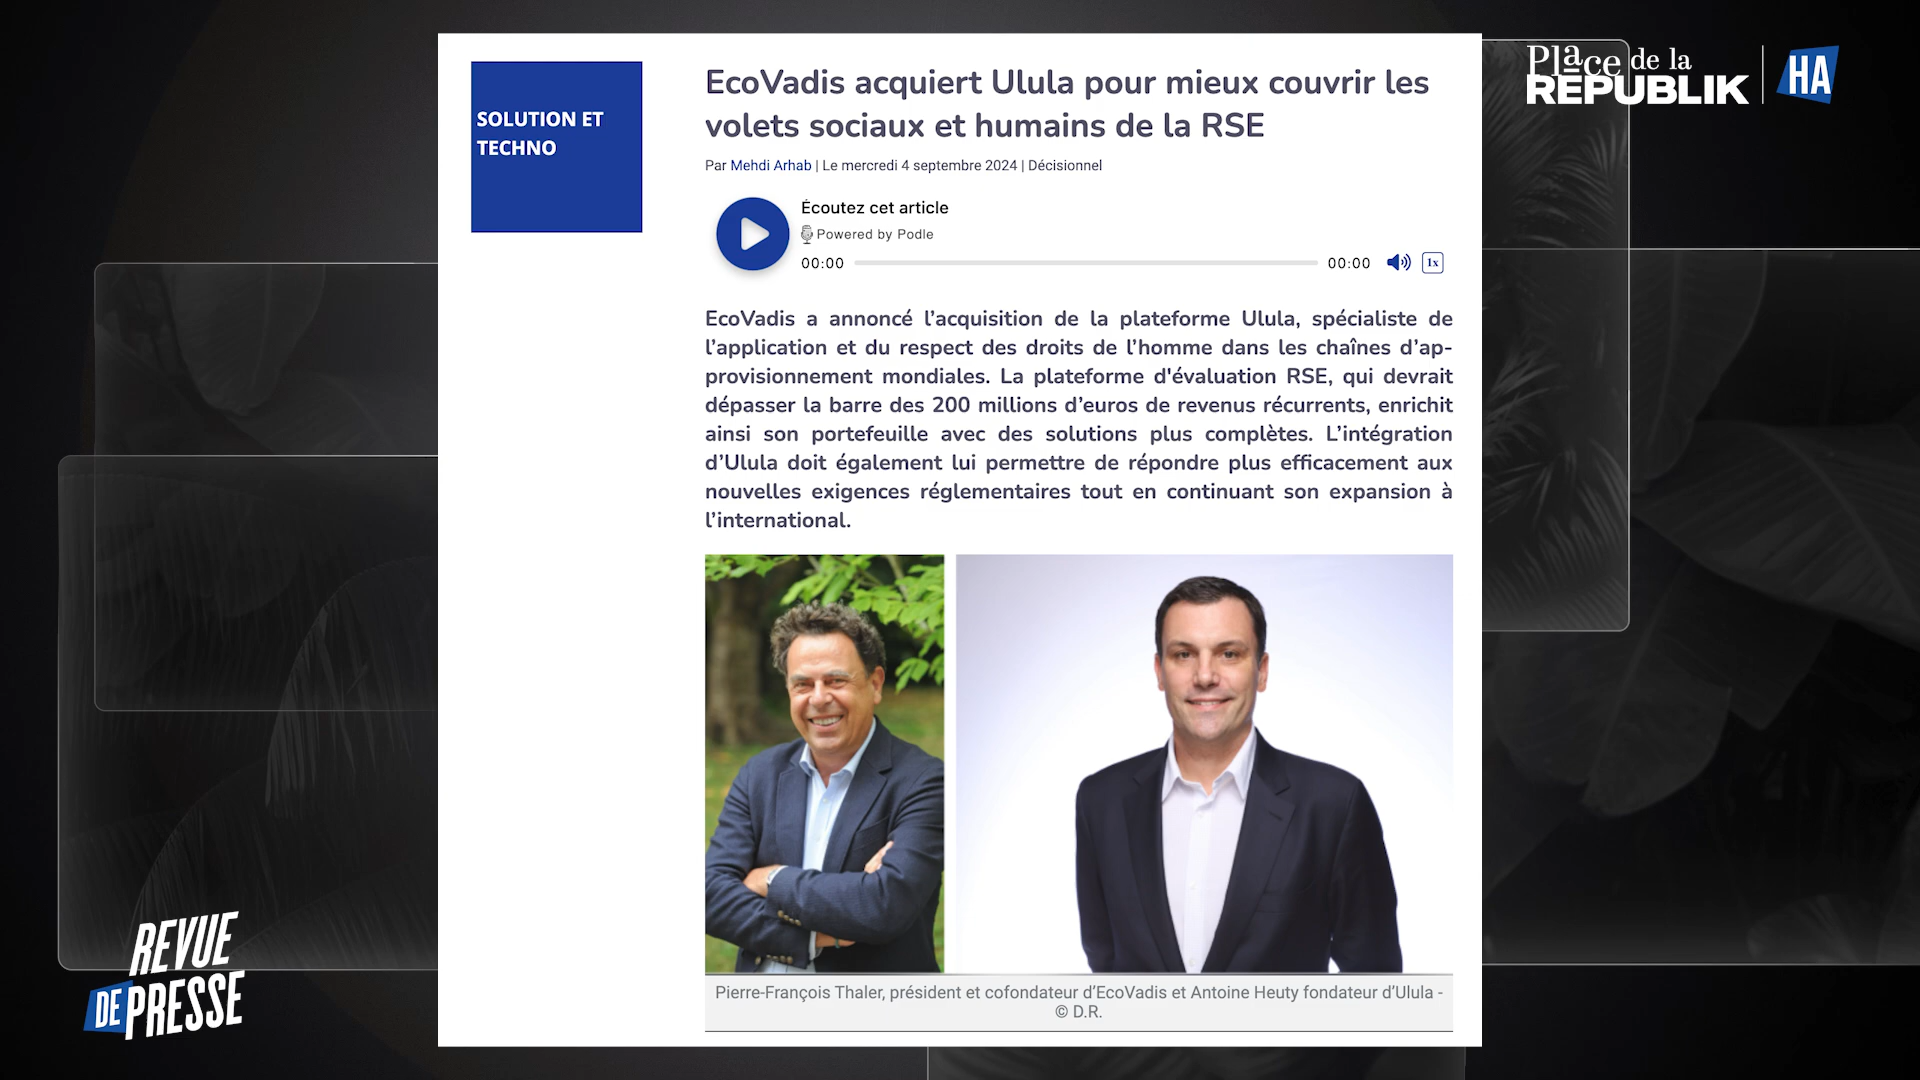 Place de la
RÉPUBLIK
HA
SOLUTION ET
TECHNO
EcoVadis acquiert Ulula pour mieux couvrir les
volets sociaux et humains de la RSE
Par Mehdi Arhab | Le mercredi 4 septembre 2024 | Décisionnel
Écoutez cet article
Powered by Podle
00:00
00:00
1x
EcoVadis a annoncé l’acquisition de la plateforme Ulula, spécialiste de
l’application et du respect des droits de l’homme dans les chaînes d’ap-
provisionnement mondiales. La plateforme d'évaluation RSE, qui devrait
dépasser la barre des 200 millions d’euros de revenus récurrents, enrichit
ainsi son portefeuille avec des solutions plus complètes. L’intégration
d’Ulula doit également lui permettre de répondre plus efficacement aux
nouvelles exigences réglementaires tout en continuant son expansion à
l’international.
Pierre-François Thaler, président et cofondateur d’EcoVadis et Antoine Heuty fondateur d’Ulula -
© D.R.
REVUE
DE PRESSE